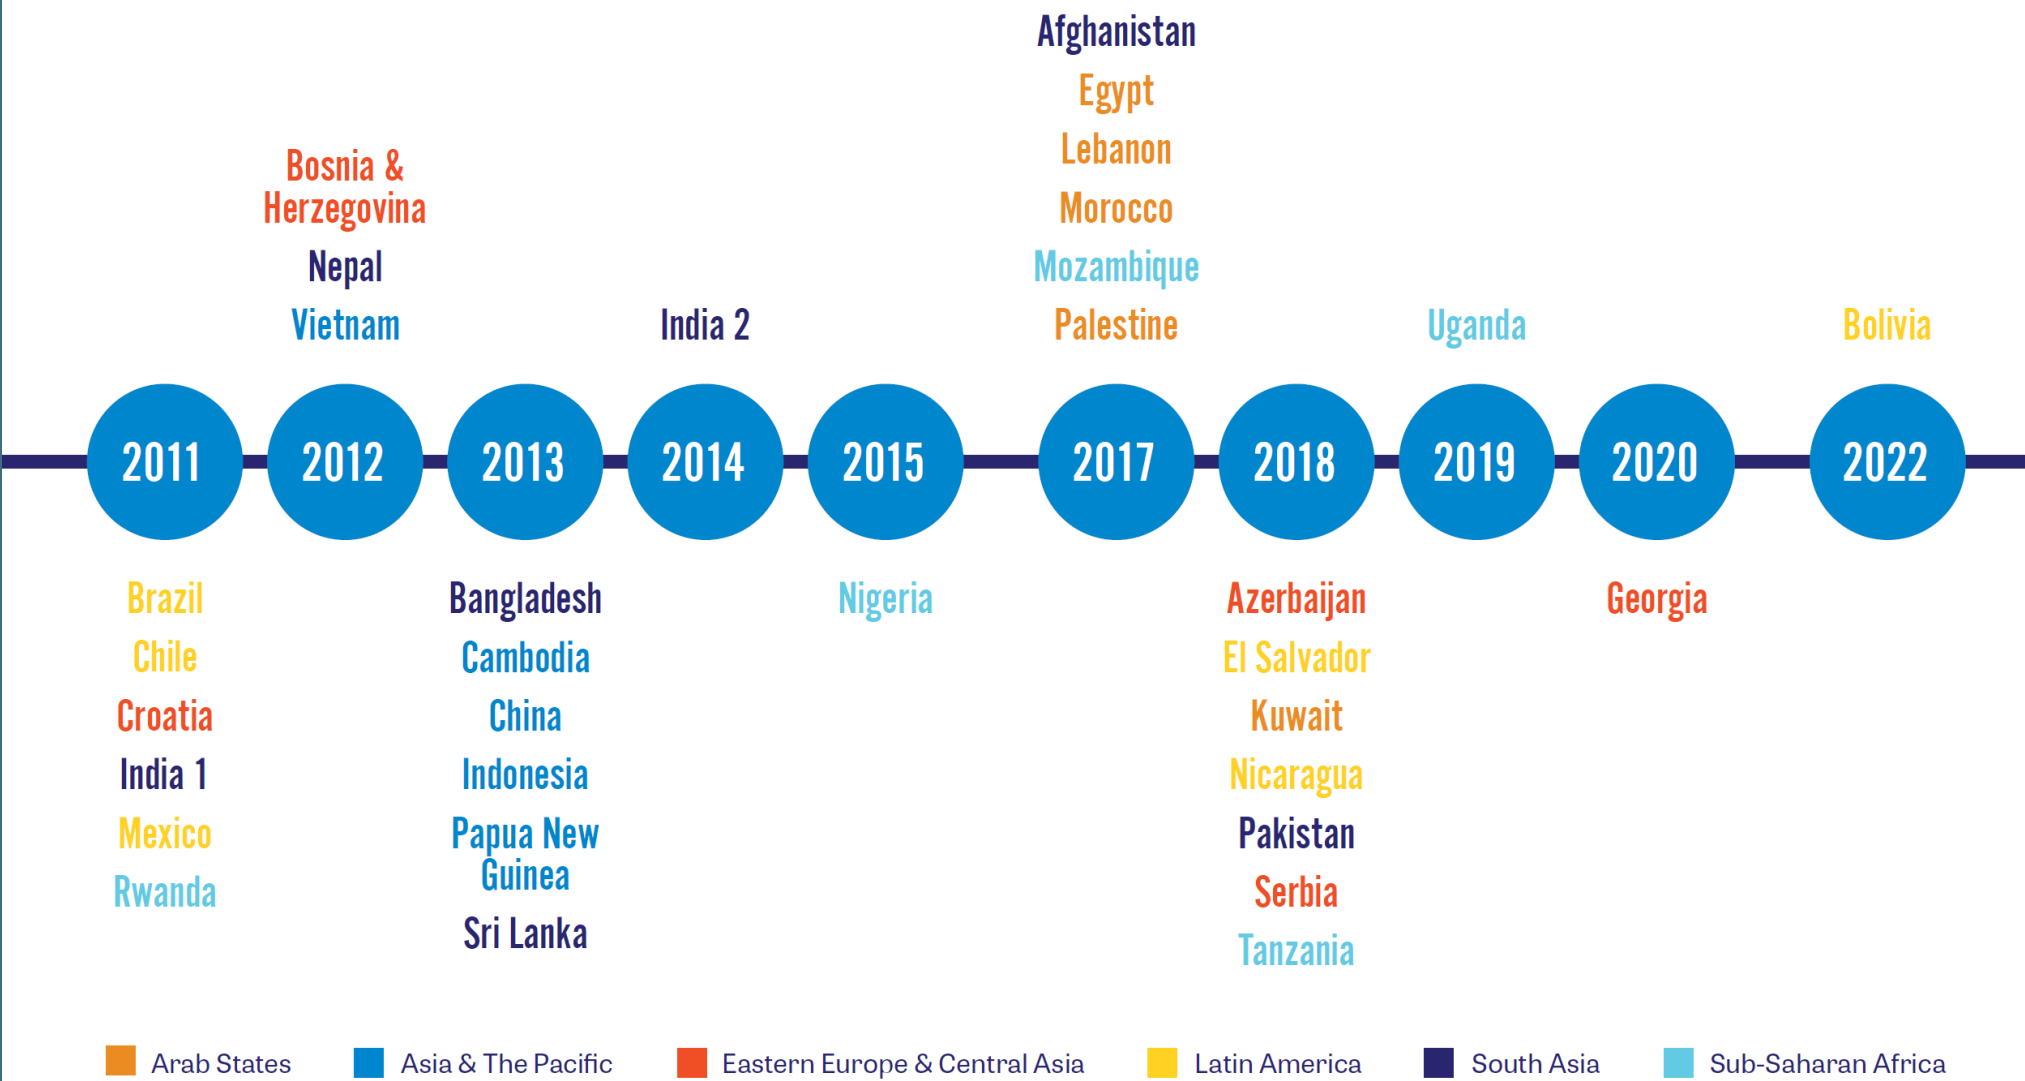 Afghanistan
Egypt
Lebanon
Morocco
Mozambique
Palestine
Bosnia &
Herzegovina
Nepal
Vietnam
India 2
Uganda
Bolivia
2011
2012
2013
2014
2015
2017
2018
2019
2020
2022
Brazil
Chile
Croatia
India 1
Mexico
Rwanda
Bangladesh
Cambodia
China
Indonesia
Papua New
Guinea
Sri Lanka
Nigeria
Azerbaijan
El Salvador
Kuwait
Nicaragua
Pakistan
Serbia
Tanzania
Georgia
Arab States
Asia & The Pacific
Eastern Europe & Central Asia
Latin America
South Asia
Sub-Saharan Africa